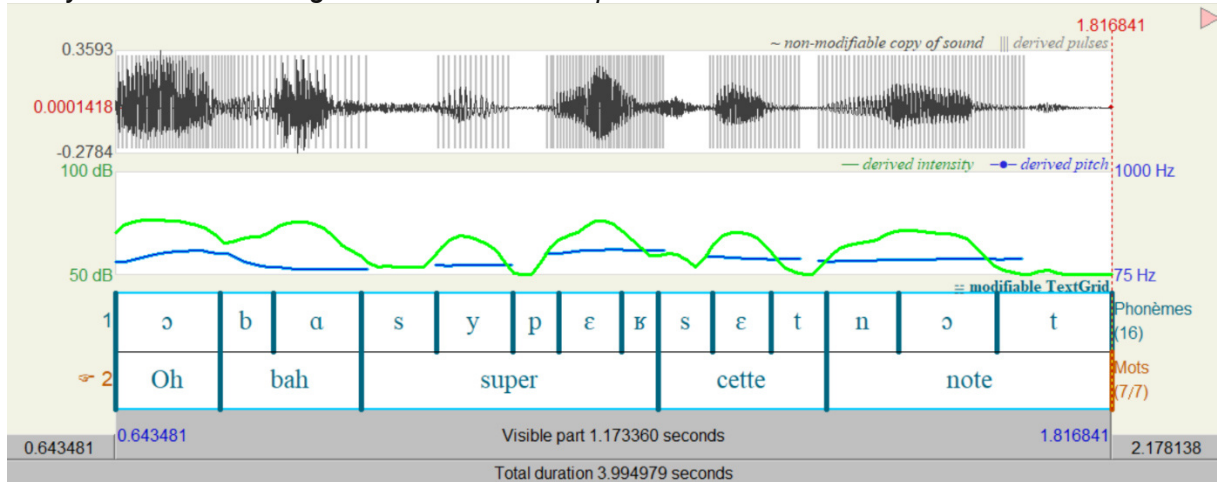 1.816841
0.3593
~ non-modifiable copy of sound ||| derived pulses
0.0001418
-0.2784
100 dB
— derived intensity –●– derived pitch
1000 Hz
50 dB
75 Hz
:: modifiable TextGrid
1 ɔ b ɑ s y p ɛ ʁ s ɛ t n ɔ t Phonèmes
(16)
☞ 2 Oh bah super cette note Mots
(7/7)
0.643481 Visible part 1.173360 seconds 1.816841
0.643481 2.178138
Total duration 3.994979 seconds